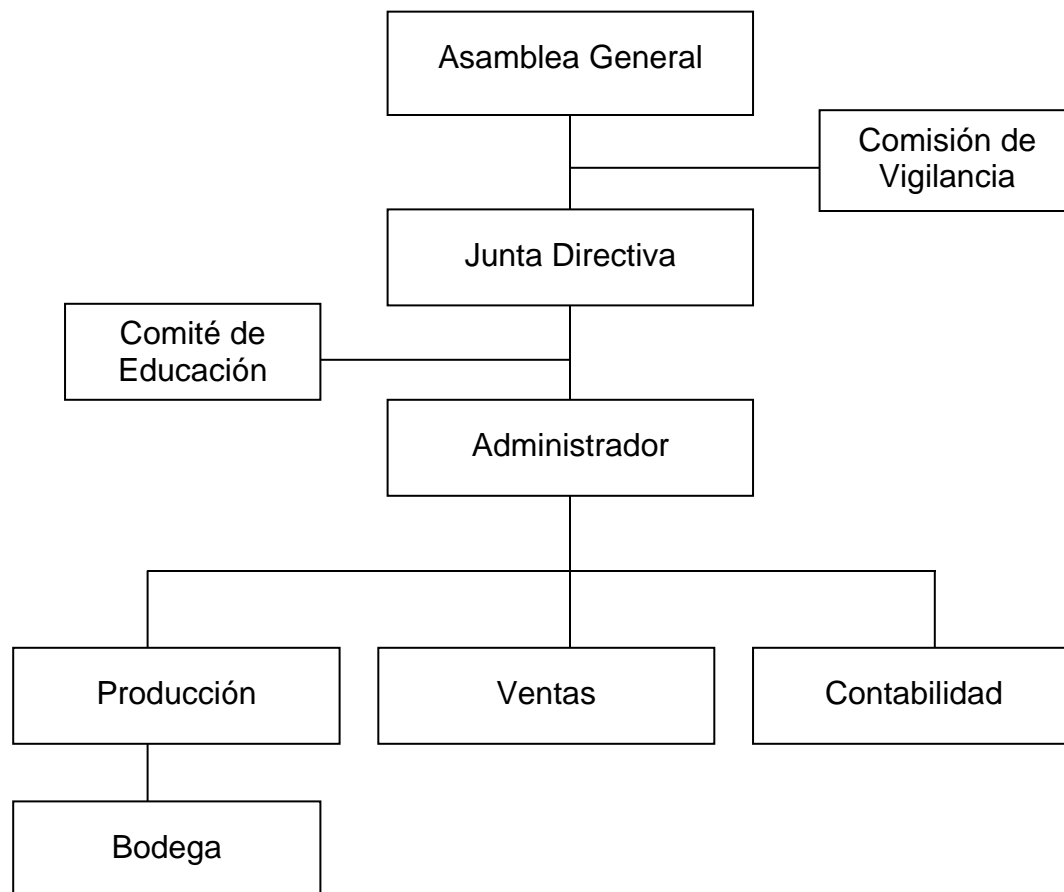 Asamblea General
Comisión de
Vigilancia
Junta Directiva
Comité de
Educación
Administrador
Producción
Ventas
Contabilidad
Bodega